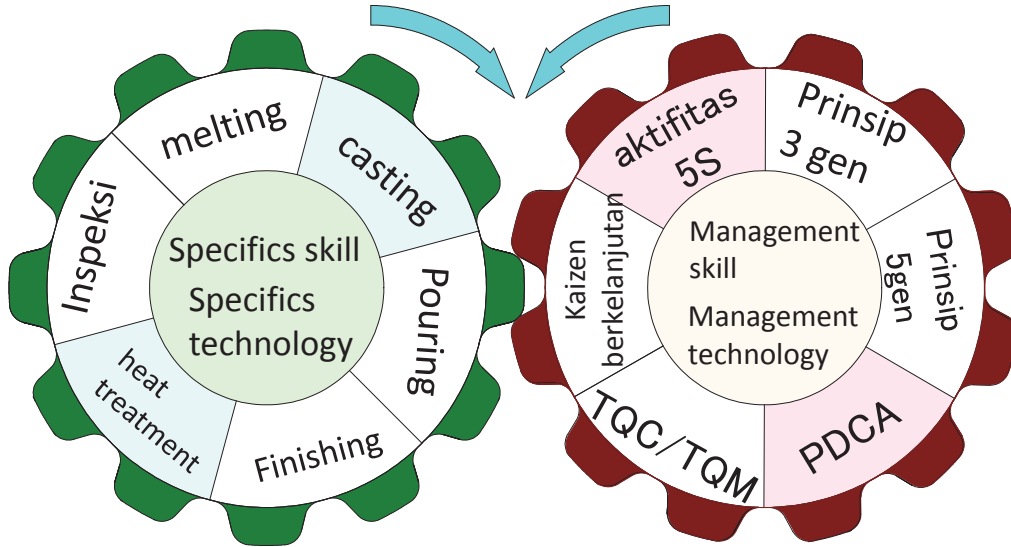 melting
casting
Pouring
Finishing
heat
treatment
Inspeksi
Specifics skill
Specifics
technology
aktifitas
5S
Prinsip
3 gen
Prinsip
5gen
PDCA
TQC/TQM
Kaizen
berkelanjutan
Management
skill
Management
technology